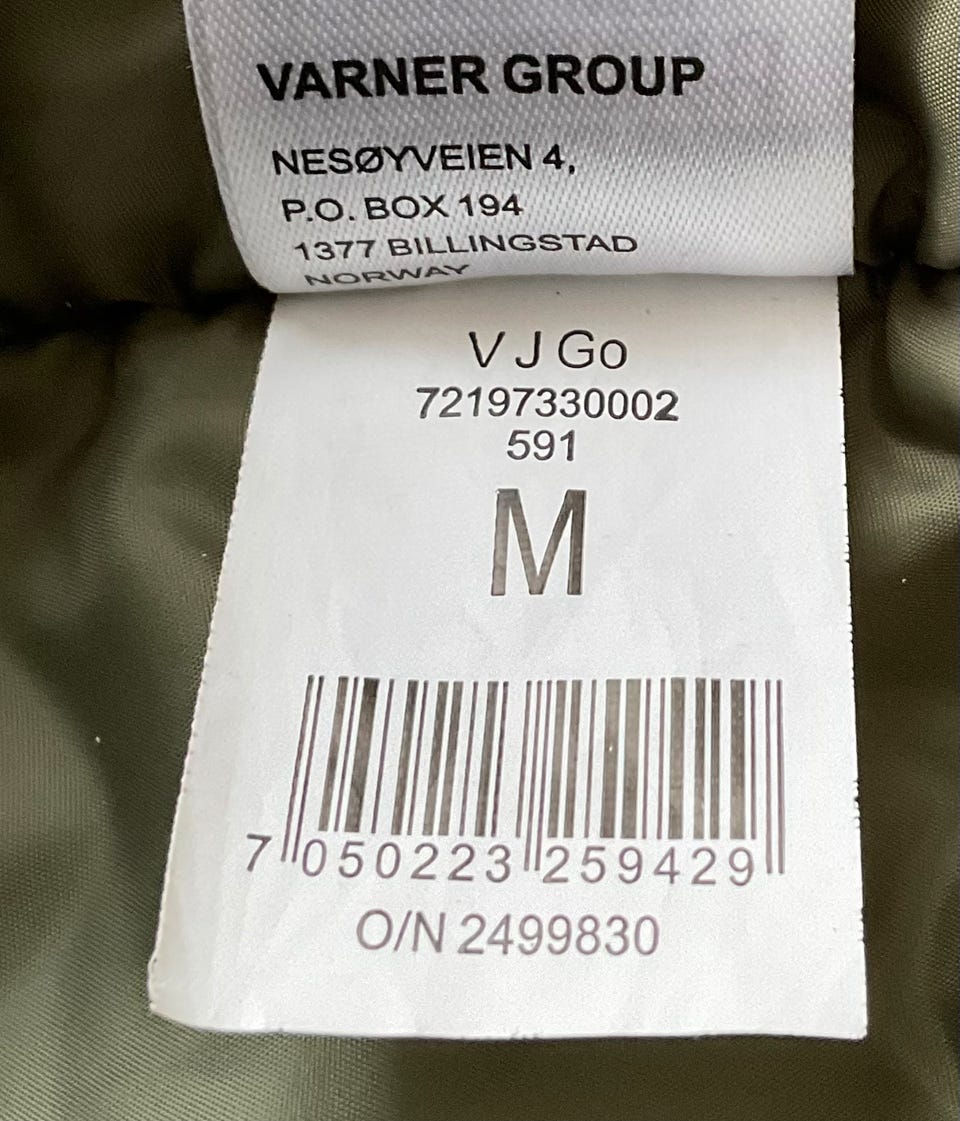 VARNER GROUP
NESØYVEIEN 4,
P.O. BOX 194
1377 BILLINGSTAD
NORWAY
V J Go
72197330002
591
M
7 050223 259429
O/N 2499830